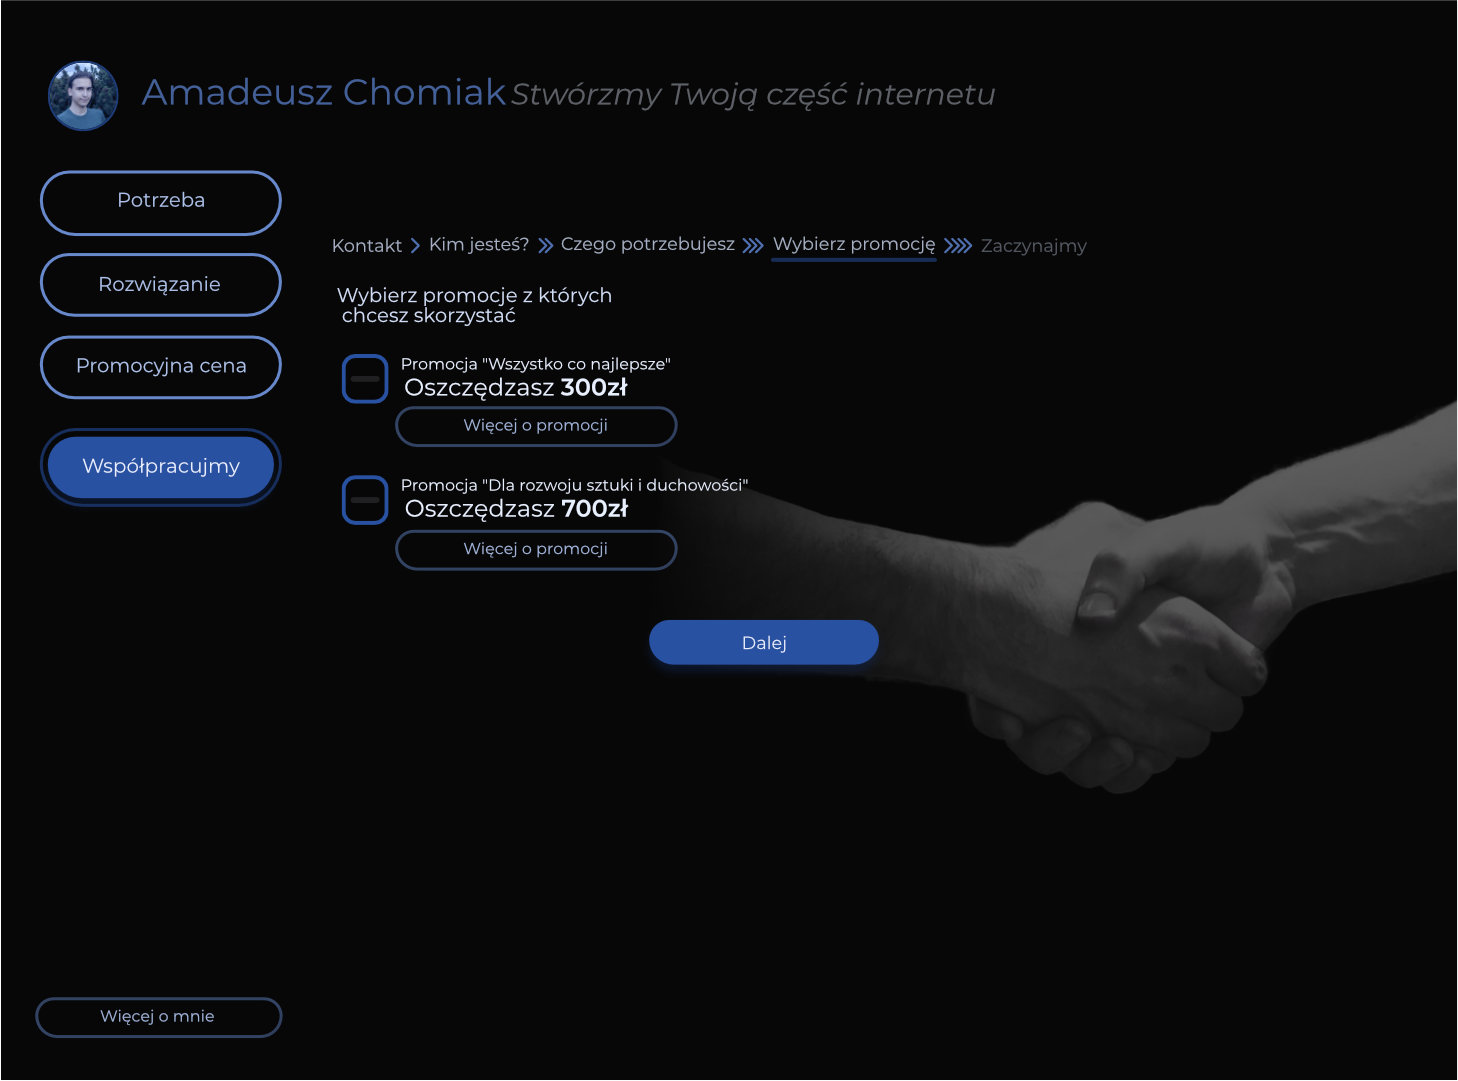 Amadeusz Chomiak Stwórzmy Twoją część internetu
Potrzeba
Rozwiązanie
Promocyjna cena
Współpracujmy
Kontakt Kim jesteś? Czego potrzebujesz Wybierz promocję Zaczynajmy
Wybierz promocje z których
chcesz skorzystać
Promocja "Wszystko co najlepsze"
Oszczędzasz 300zł
Więcej o promocji
Promocja "Dla rozwoju sztuki i duchowości"
Oszczędzasz 700zł
Więcej o promocji
Dalej
Więcej o mnie